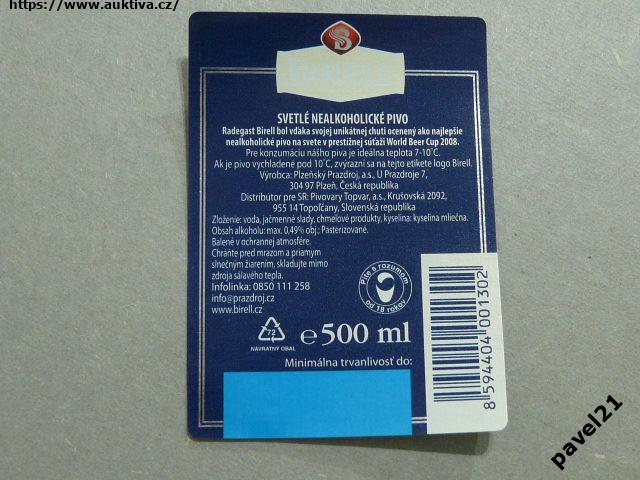 https://www.auktiva.cz/
BIRELL
SVETLÉ NEALKOHOLICKÉ PIVO
Radegast Birell bol vďaka svojej unikátnej chuti ocenený ako najlepšie
nealkoholické pivo na svete v prestížnej súťaži World Beer Cup 2008.
Pre konzumáciu nášho piva je ideálna teplota 7-10°C.
Ak je pivo vychladené pod 10°C, zvýrazní sa na tejto etikete logo Birell.
Výrobca: Plzeňský Prazdroj, a.s., U Prazdroje 7,
304 97 Plzeň, Česká republika
Distribútor pre SR: Pivovary Topvar, a.s., Krušovská 2092,
955 14 Topoľčany, Slovenská republika
Zloženie: voda, jačmenné slady, chmeľové produkty, kyselina: kyselina mliečna.
Obsah alkoholu: max. 0,49% obj.; Pasterizované.
Balené v ochrannej atmosfére.
Chráňte pred mrazom a priamym
slnečným žiarením, skladujte mimo
zdroja sálavého tepla.
Infolinka: 0850 111 258
info@prazdroj.cz
www.birell.cz
Pite s rozumom
od 18 rokov
72
NÁVRATNÝ OBAL
e 500 ml
Minimálna trvanlivosť do:
8 594404 001302
pavel21